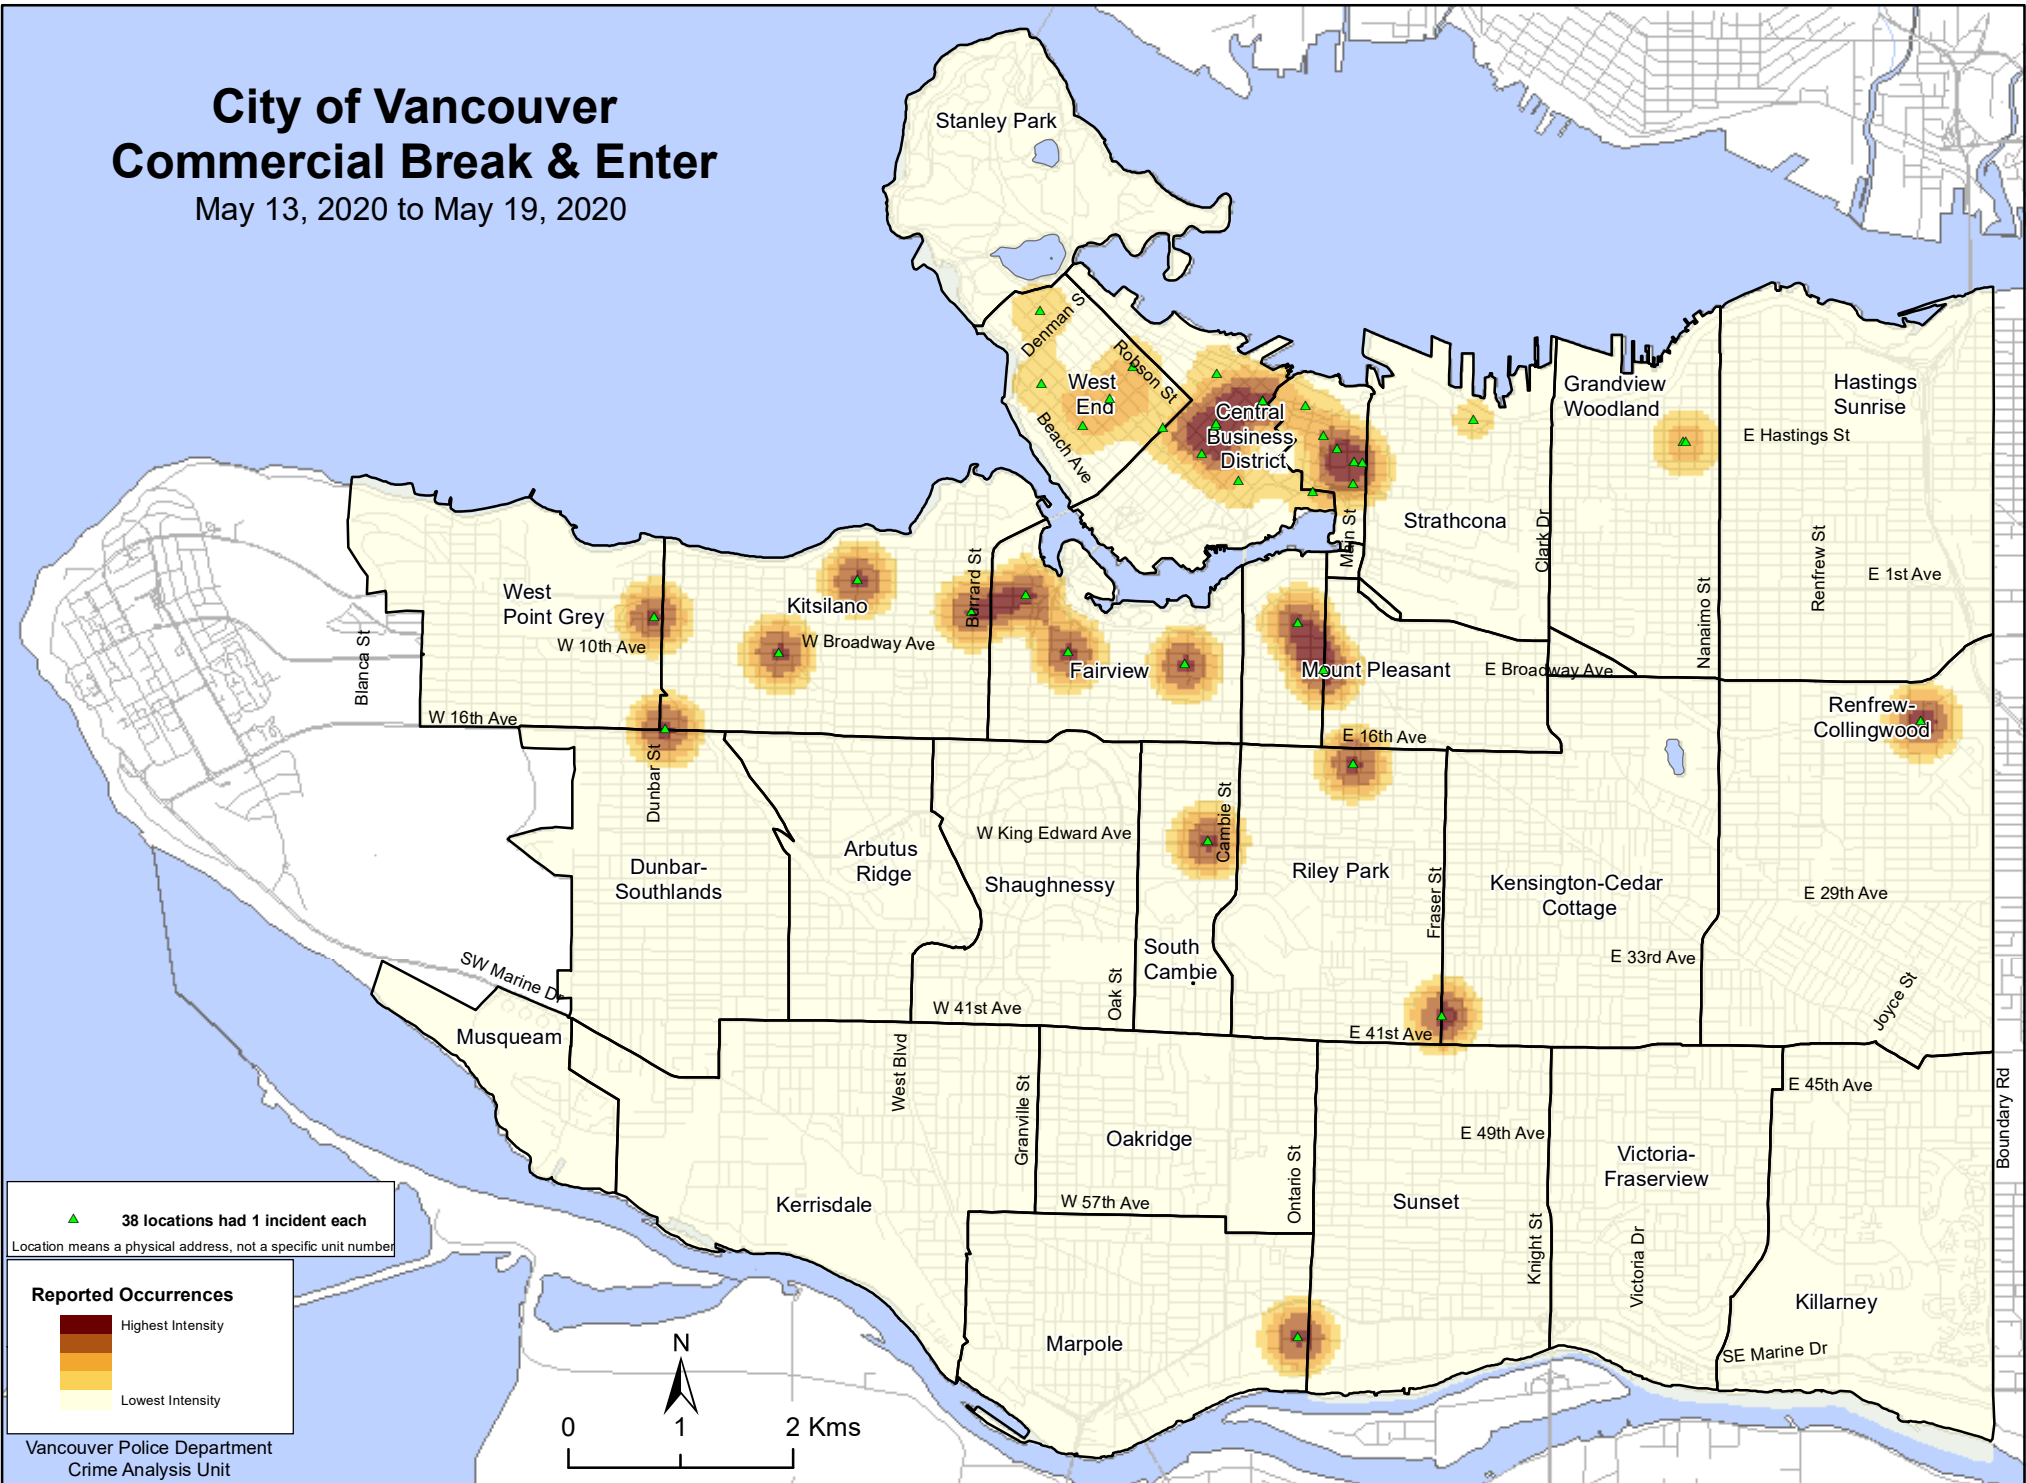 City of Vancouver
Commercial Break & Enter
May 13, 2020 to May 19, 2020
Stanley Park
Denman S
Robson St
West
End
Beach Ave
Central
Business
District
Grandview
Woodland
Hastings
Sunrise
E Hastings St
Strathcona
Main St
Clark Dr
Nanaimo St
Renfrew St
E 1st Ave
West
Point Grey
W 10th Ave
Blanca St
W 16th Ave
Kitsilano
Burrard St
W Broadway Ave
Fairview
Mount Pleasant
E Broadway Ave
Renfrew-
Collingwood
E 16th Ave
Dunbar St
Cambie St
W King Edward Ave
Arbutus
Ridge
Dunbar-
Southlands
Shaughnessy
Riley Park
Fraser St
Kensington-Cedar
Cottage
E 29th Ave
South
Cambie
E 33rd Ave
SW Marine Dr
Oak St
W 41st Ave
E 41st Ave
Joyce St
Musqueam
West Blvd
Granville St
E 45th Ave
Boundary Rd
Oakridge
E 49th Ave
Ontario St
Victoria-
Fraserview
W 57th Ave
Kerrisdale
Sunset
Knight St
Victoria Dr
Killarney
Marpole
SE Marine Dr
38 locations had 1 incident each
Location means a physical address, not a specific unit number
Reported Occurrences
Highest Intensity
Lowest Intensity
Vancouver Police Department
Crime Analysis Unit
N
0 1 2 Kms